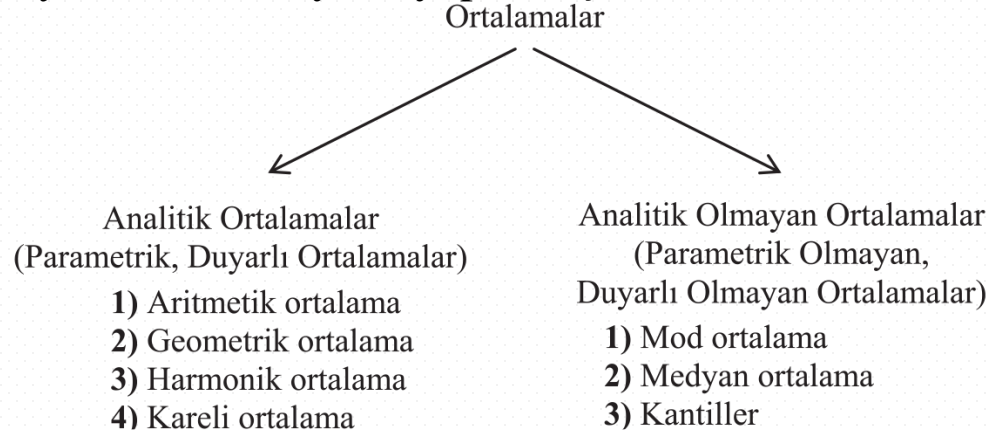 Ortalamalar
Analitik Ortalamalar
(Parametrik, Duyarlı Ortalamalar)
1) Aritmetik ortalama
2) Geometrik ortalama
3) Harmonik ortalama
4) Kareli ortalama
Analitik Olmayan Ortalamalar
(Parametrik Olmayan,
Duyarlı Olmayan Ortalamalar)
1) Mod ortalama
2) Medyan ortalama
3) Kantiller